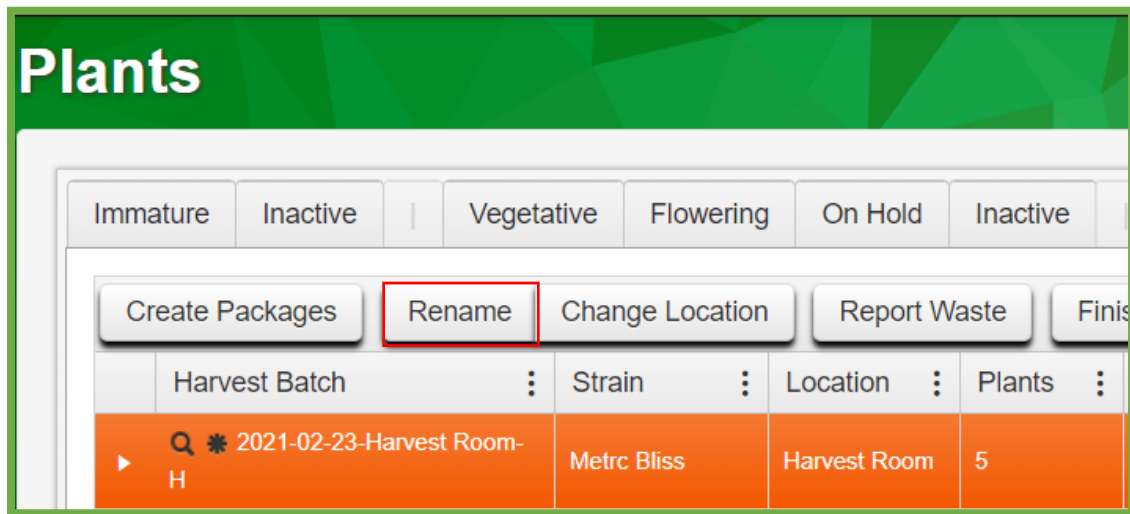 Plants
Immature Inactive | Vegetative Flowering On Hold Inactive
Create Packages Rename Change Location Report Waste Finis
Harvest Batch Strain Location Plants
2021-02-23-Harvest Room-
H Metrc Bliss Harvest Room 5